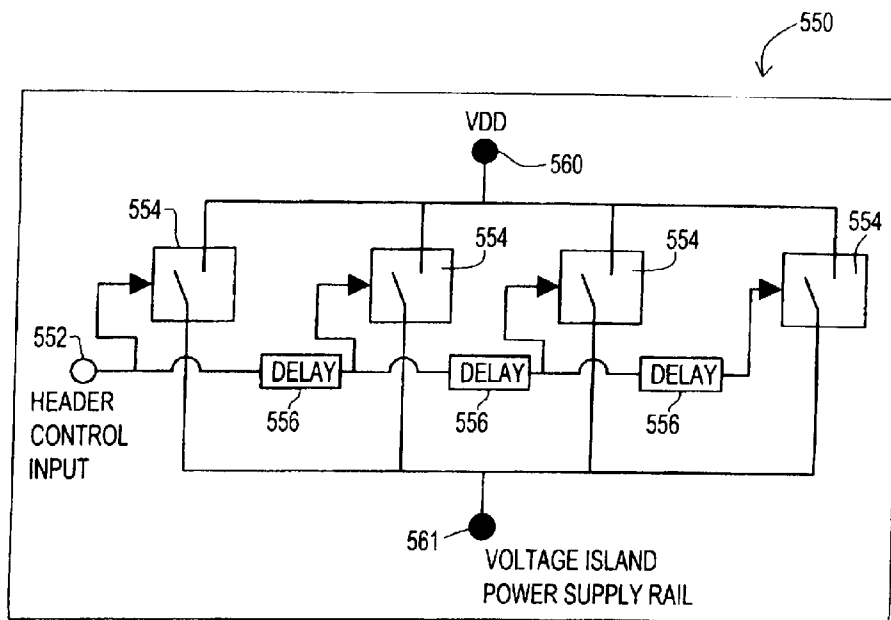 550
VDD
560
554
554
554
554
552
DELAY
DELAY
DELAY
556
556
556
HEADER
CONTROL
INPUT
561
VOLTAGE ISLAND
POWER SUPPLY RAIL